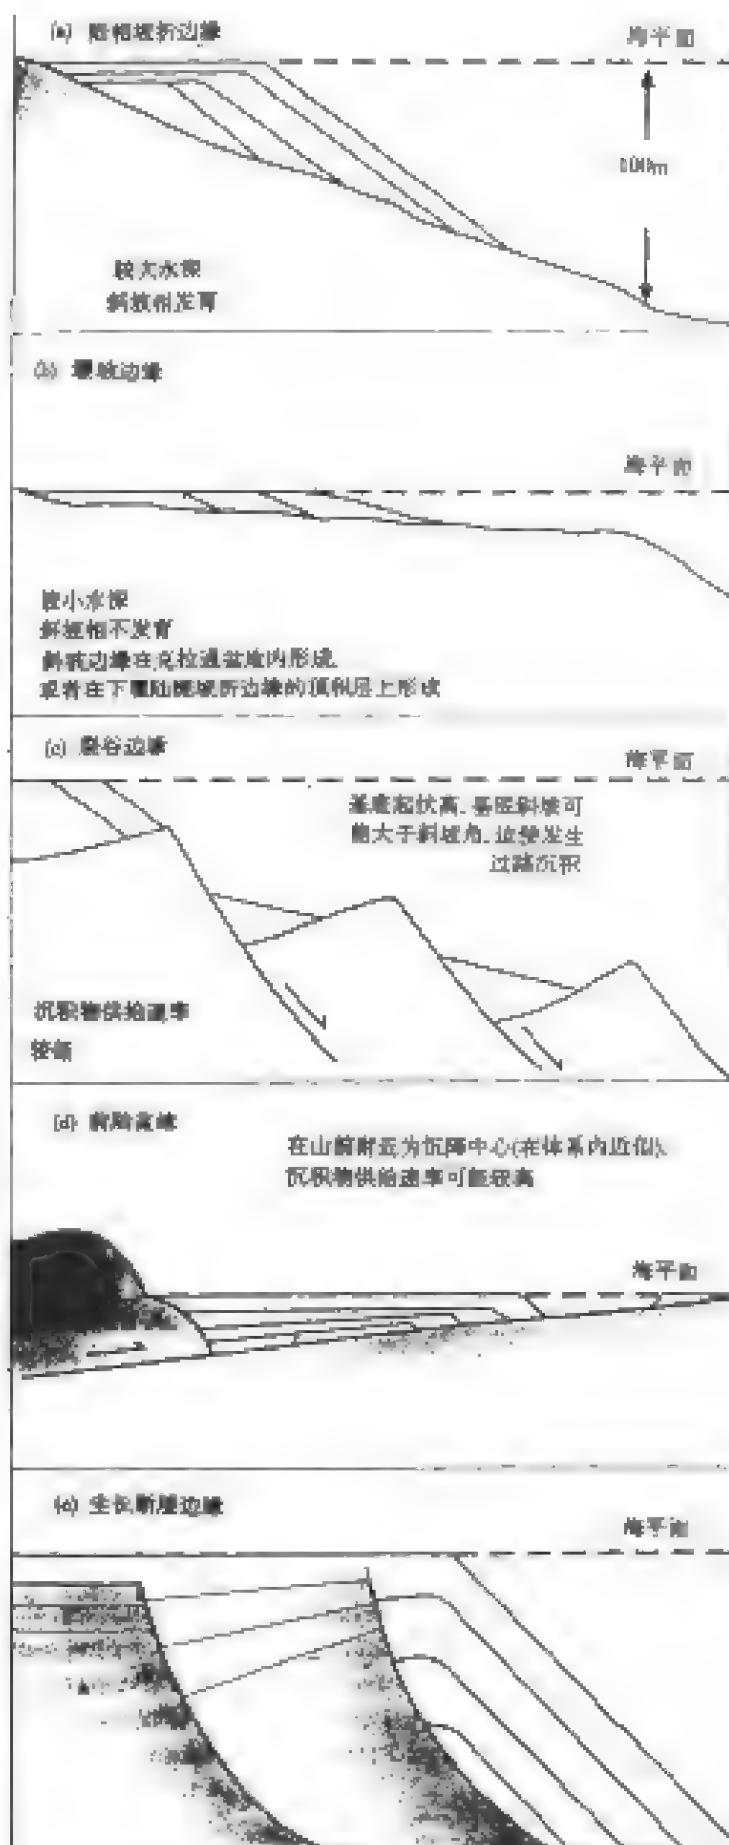 (a) 陆棚坡折边缘
海平面
100m
较大水深
斜坡相发育
(b) 缓坡边缘
海平面
较小水深
斜坡相不发育
斜坡边缘在克拉通盆地内形成,
或者在下覆陆棚坡折边缘的顶积层上形成
(c) 裂谷边缘
海平面
基底起伏高,基底斜坡可
能大于斜坡角,边缘发生
过路沉积
沉积物供给速率
较低
(d) 前陆盆地
在山前附近为沉降中心(在体系内近似),
沉积物供给速率可能较高
海平面
(e) 生长断层边缘
海平面